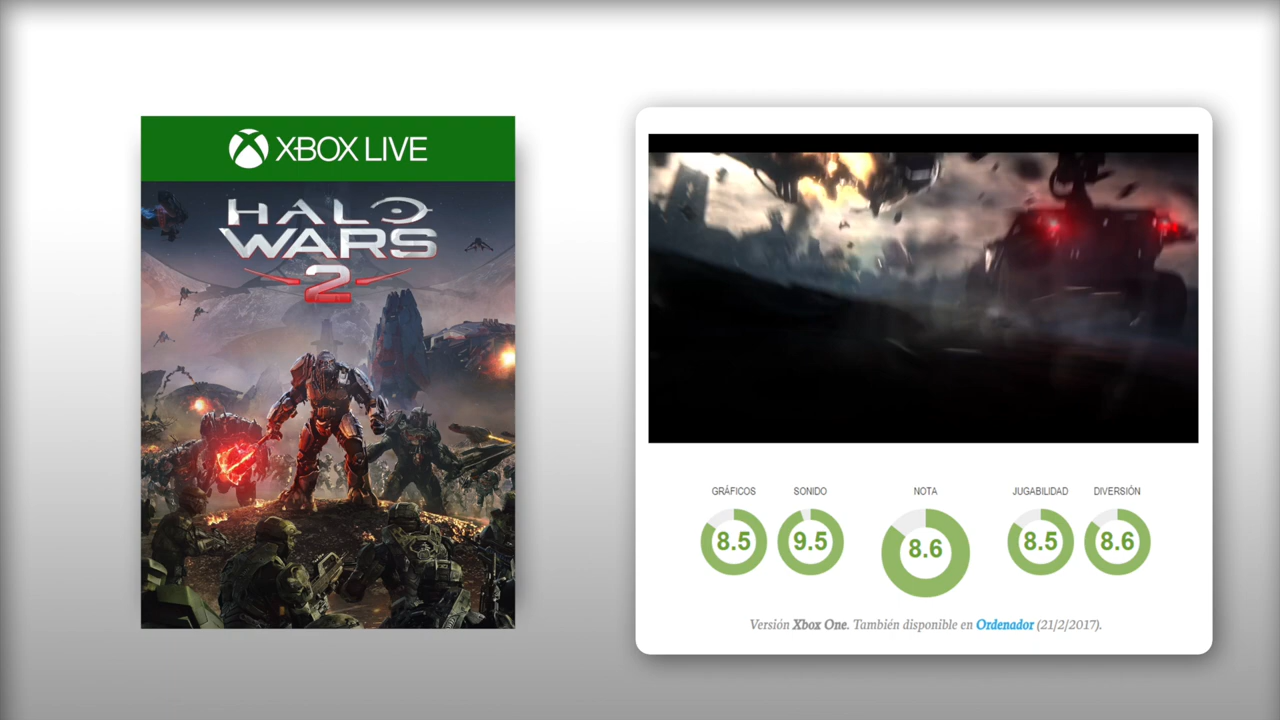 XBOX LIVE
HALO
WARS
2
GRÁFICOS SONIDO NOTA JUGABILIDAD DIVERSIÓN
8.5 9.5 8.6 8.5 8.6
Versión Xbox One. También disponible en Ordenador (21/2/2017).